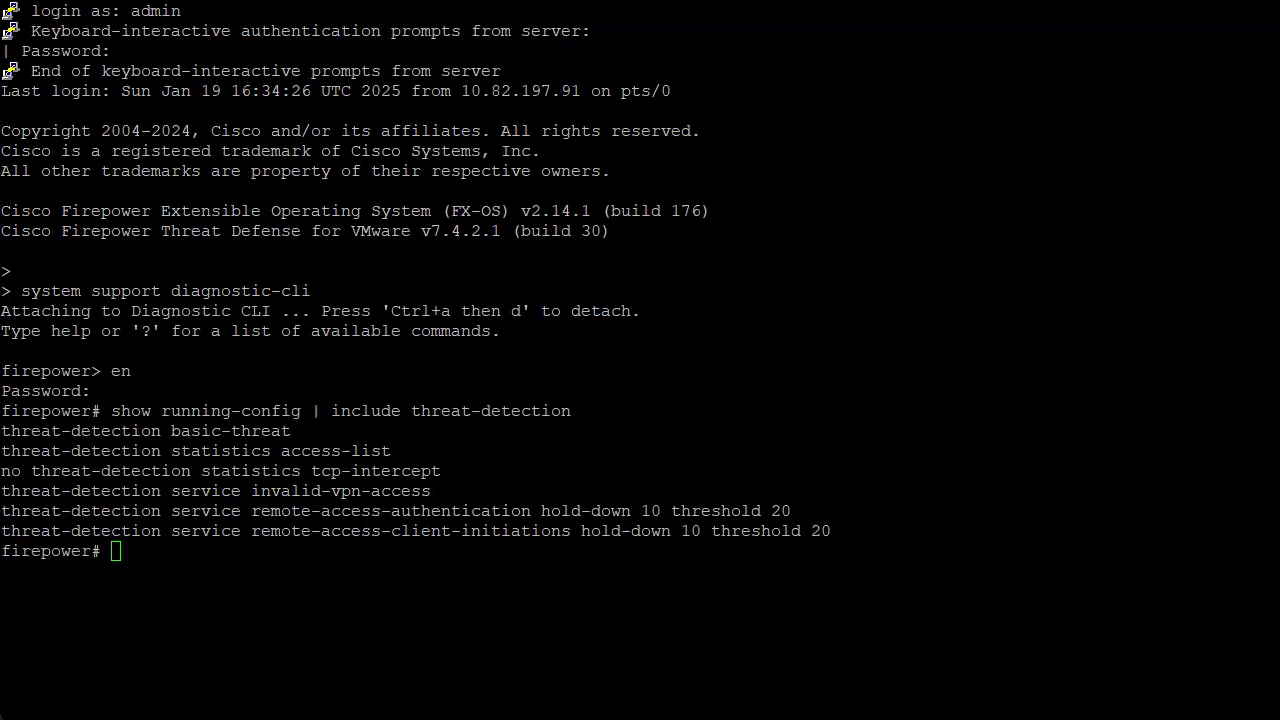 login as: admin
Keyboard-interactive authentication prompts from server:
| Password:
End of keyboard-interactive prompts from server
Last login: Sun Jan 19 16:34:26 UTC 2025 from 10.82.197.91 on pts/0
Copyright 2004-2024, Cisco and/or its affiliates. All rights reserved.
Cisco is a registered trademark of Cisco Systems, Inc.
All other trademarks are property of their respective owners.
Cisco Firepower Extensible Operating System (FX-OS) v2.14.1 (build 176)
Cisco Firepower Threat Defense for VMware v7.4.2.1 (build 30)
>
> system support diagnostic-cli
Attaching to Diagnostic CLI ... Press 'Ctrl+a then d' to detach.
Type help or '?' for a list of available commands.
firepower> en
Password:
firepower# show running-config | include threat-detection
threat-detection basic-threat
threat-detection statistics access-list
no threat-detection statistics tcp-intercept
threat-detection service invalid-vpn-access
threat-detection service remote-access-authentication hold-down 10 threshold 20
threat-detection service remote-access-client-initiations hold-down 10 threshold 20
firepower#